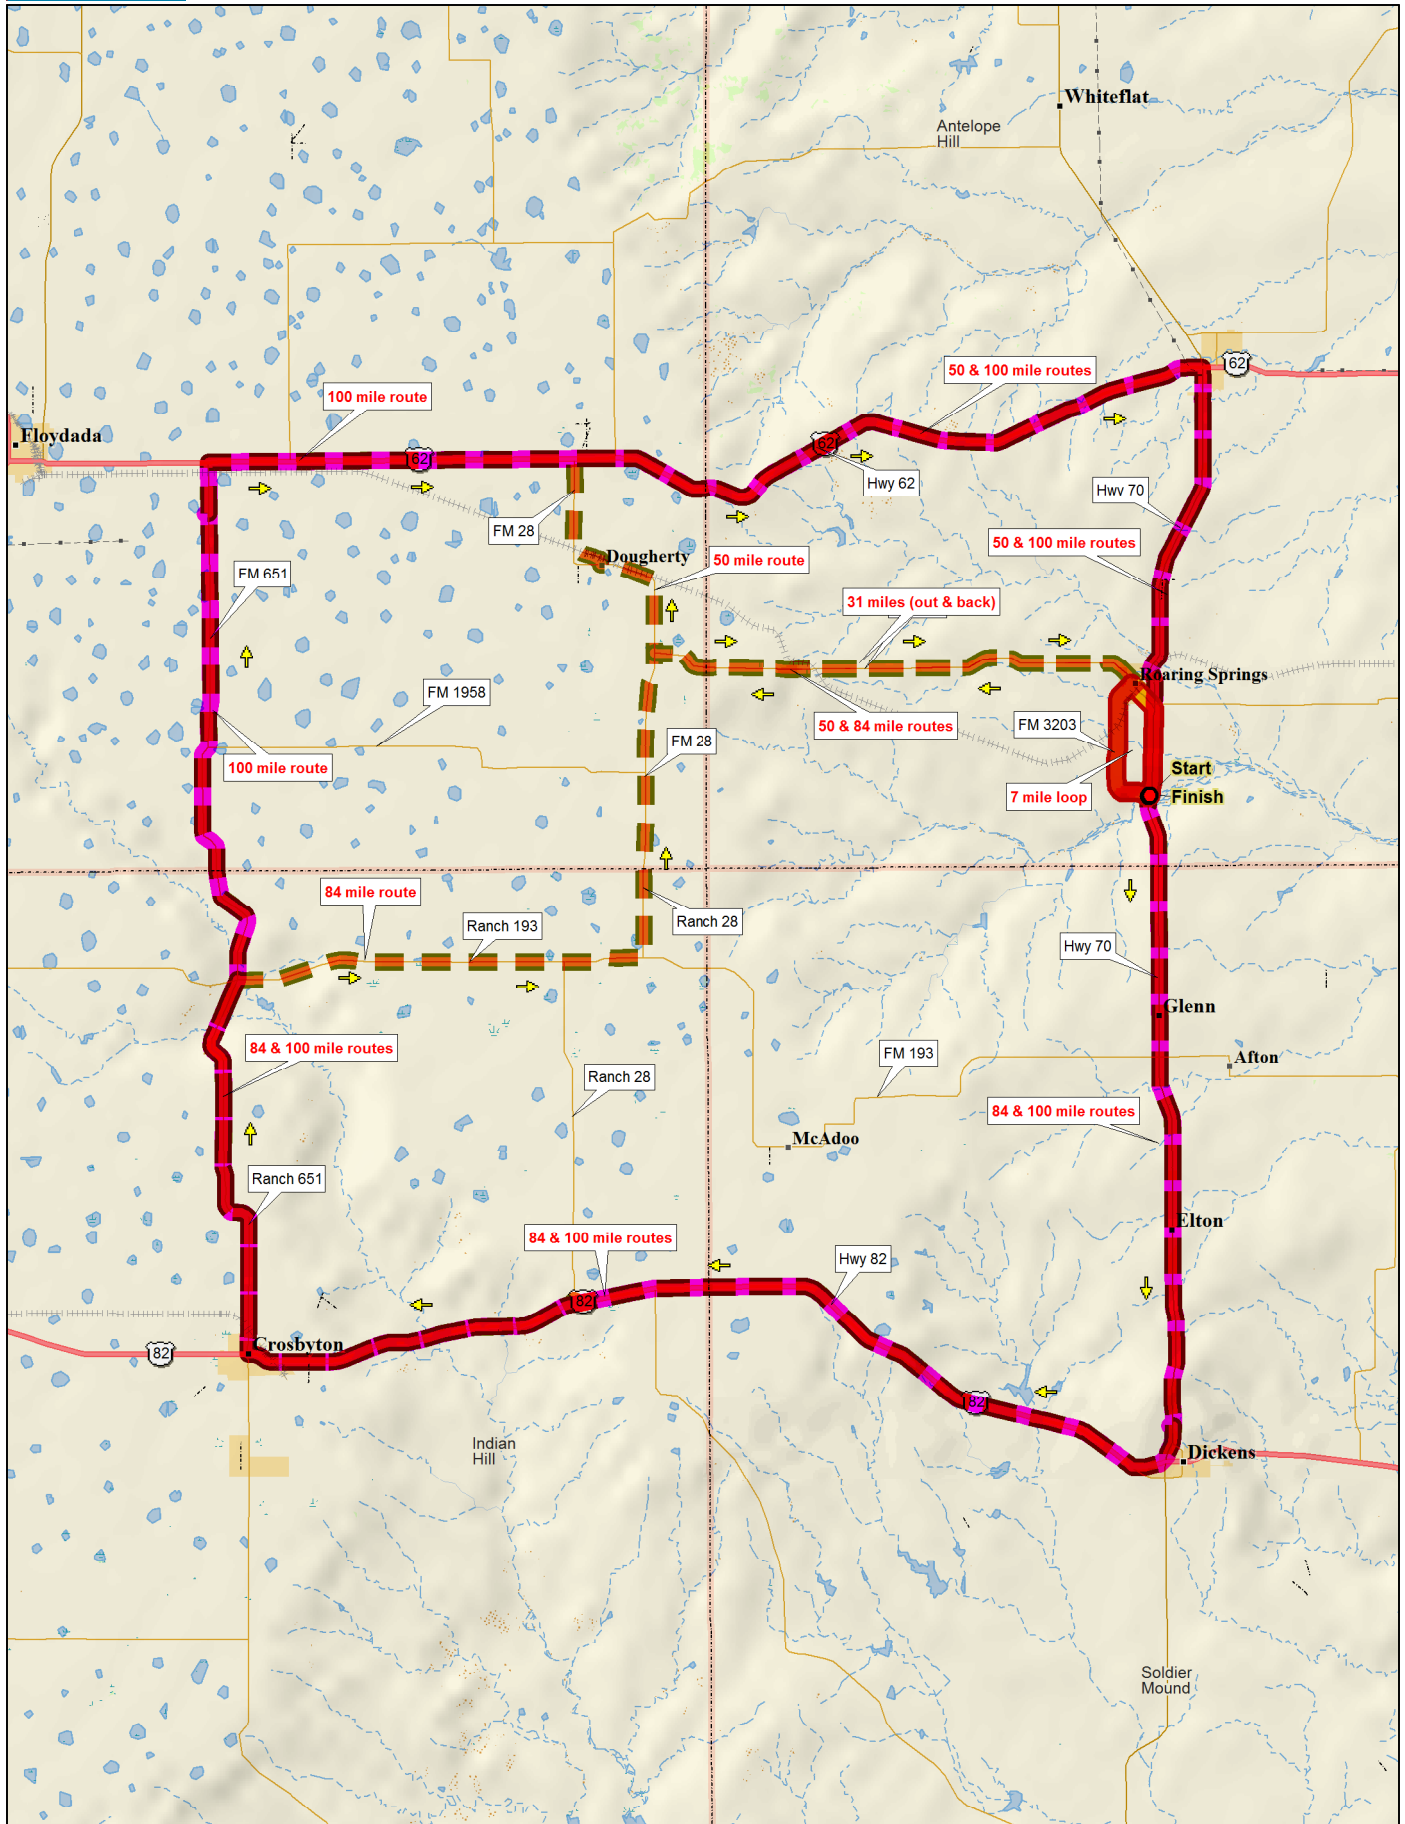 Whiteflat
Antelope
Hill
62
50 & 100 mile routes
100 mile route
Floydada
62
62
Hwy 62
Hwy 70
FM 28
50 & 100 mile routes
Dougherty
50 mile route
FM 651
31 miles (out & back)
Roaring Springs
FM 1958
50 & 84 mile routes
FM 3203
FM 28
100 mile route
Start
Finish
7 mile loop
84 mile route
Ranch 193
Ranch 28
Hwy 70
Glenn
84 & 100 mile routes
FM 193
Afton
Ranch 28
84 & 100 mile routes
McAdoo
Ranch 651
Elton
84 & 100 mile routes
Hwy 82
82
Crosbyton
82
82
Indian
Hill
Dickens
Soldier
Mound